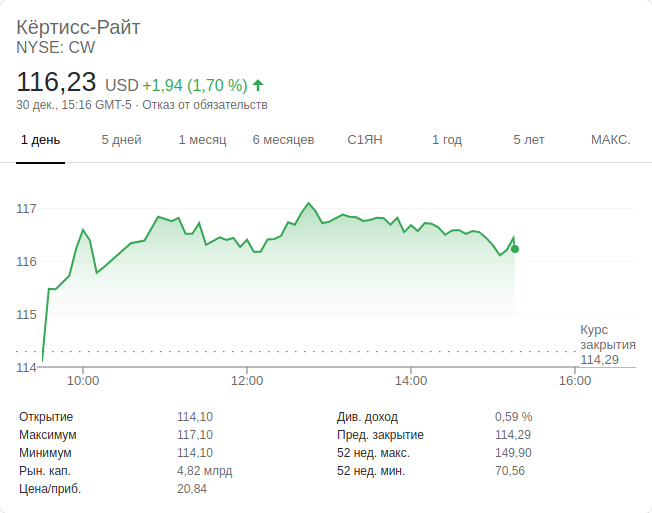 Кёртисс-Райт
NYSE: CW
116,23 USD +1,94 (1,70 %)
30 дек., 15:16 GMT-5 · Отказ от обязательств
1 день 5 дней 1 месяц 6 месяцев С1ЯН 1 год 5 лет МАКС.
117
116
115
114
Курс
закрытия
114,29
10:00 12:00 14:00 16:00
Открытие 114,10 Див. доход 0,59 %
Максимум 117,10 Пред. закрытие 114,29
Минимум 114,10 52 нед. макс. 149,90
Рын. кап. 4,82 млрд 52 нед. мин. 70,56
Цена/приб. 20,84